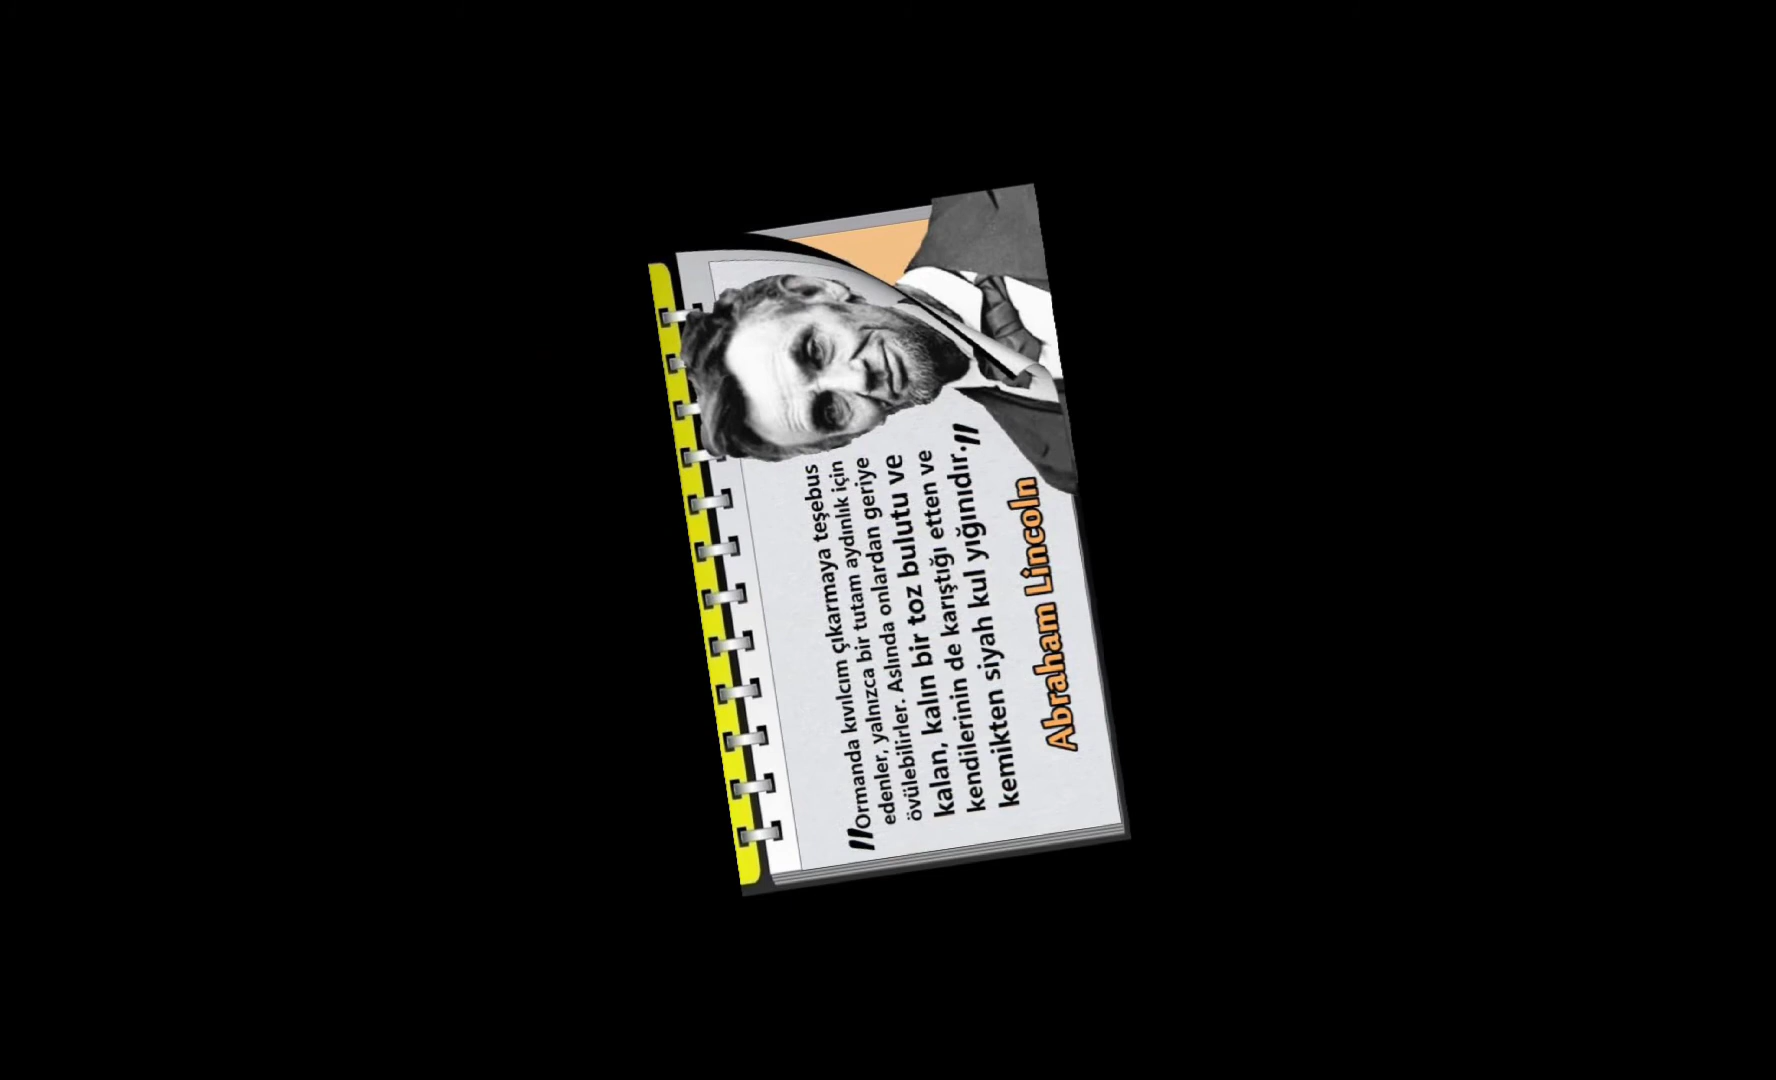 "Ormanda kıvılcım çıkarmaya teşebus
edenler, yalnızca bir tutam aydınlık için
övülebilirler. Aslında onlardan geriye
kalan, kalın bir toz bulutu ve
kendilerinin de karıştığı etten ve
kemikten siyah kul yığınıdır."
Abraham Lincoln